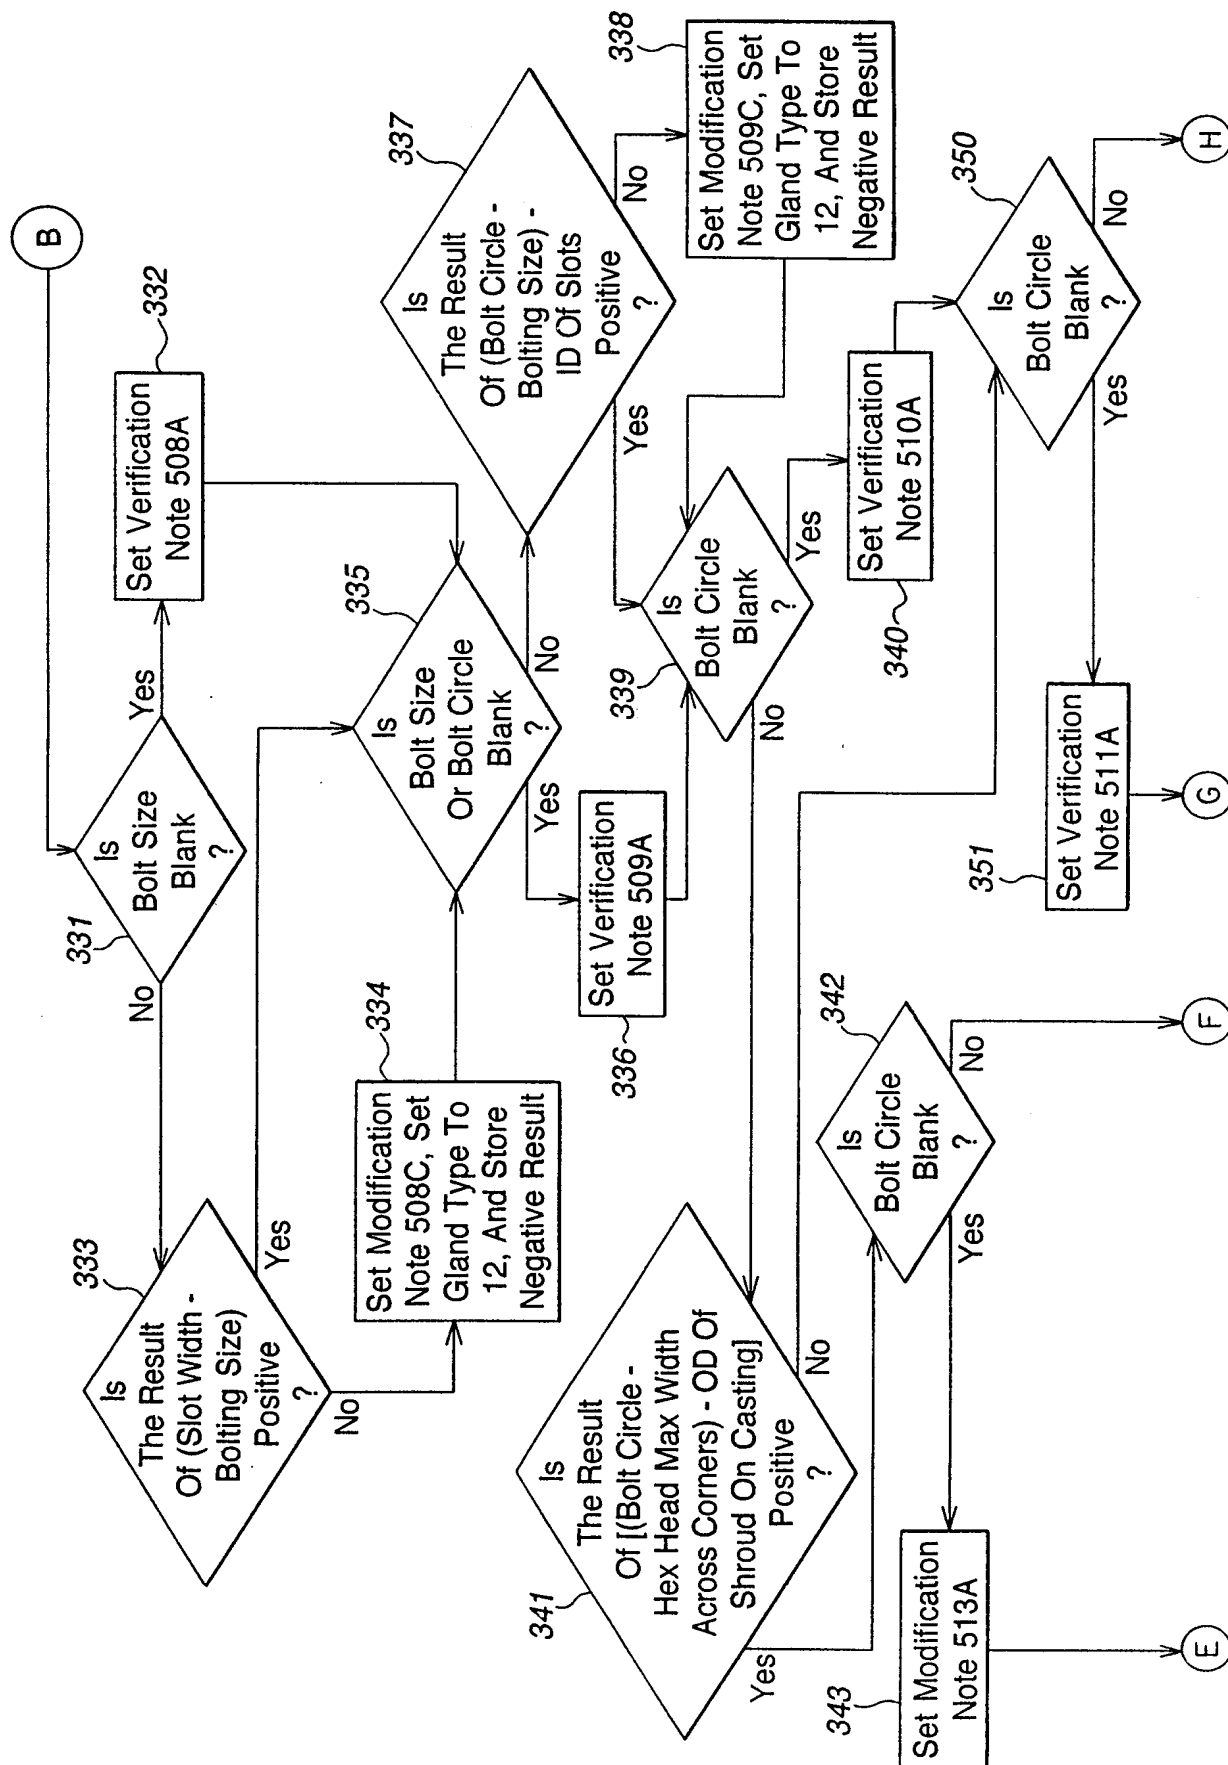 B
331
Is
Bolt Size
Blank
?
Yes
No
332
Set Verification
Note 508A
333
Is
The Result
Of (Slot Width -
Bolting Size)
Positive
?
Yes
No
334
Set Modification
Note 508C, Set
Gland Type To
12, And Store
Negative Result
335
Is
Bolt Size
Or Bolt Circle
Blank
?
Yes
No
336
Set Verification
Note 509A
337
Is
The Result
Of (Bolt Circle -
Bolting Size) -
ID Of Slots
Positive
?
Yes
No
338
Set Modification
Note 509C, Set
Gland Type To
12, And Store
Negative Result
339
Is
Bolt Circle
Blank
?
No
Yes
340
Set Verification
Note 510A
341
Is
The Result
Of [(Bolt Circle -
Hex Head Max Width
Across Corners) - OD Of
Shroud On Casting]
Positive
?
Yes
No
342
Is
Bolt Circle
Blank
?
Yes
No
343
Set Modification
Note 513A
350
Is
Bolt Circle
Blank
?
Yes
No
351
Set Verification
Note 511A
E
F
G
H